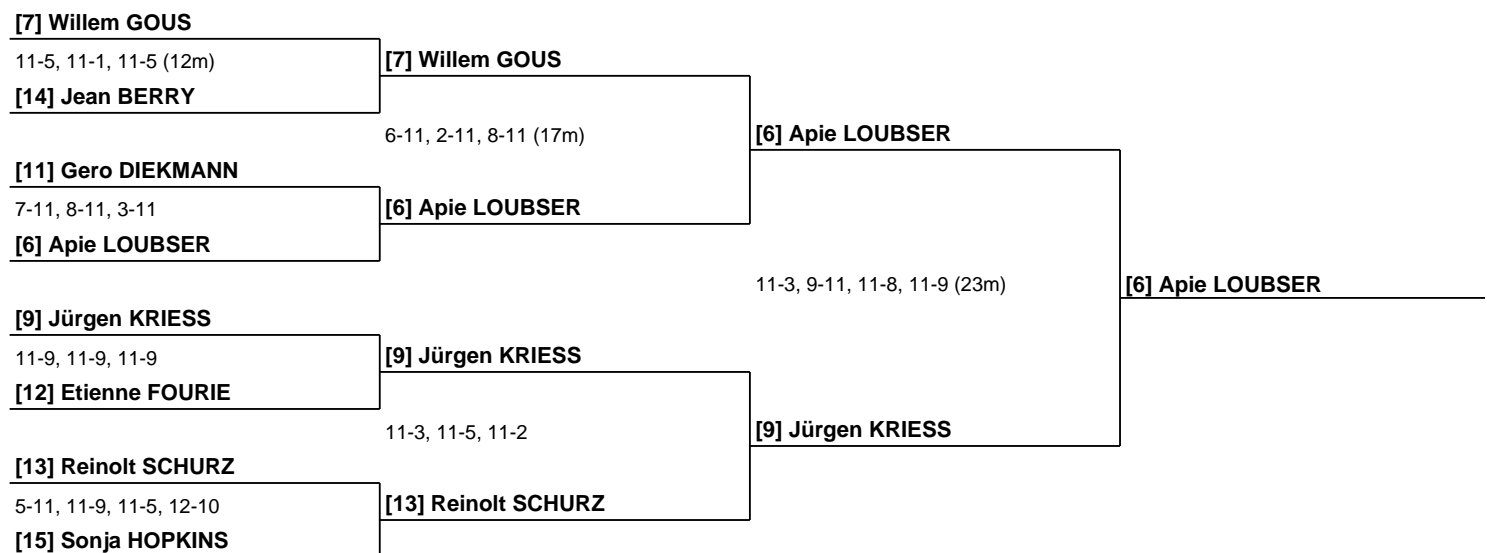 [7] Willem GOUS
11-5, 11-1, 11-5 (12m)
[7] Willem GOUS
[14] Jean BERRY
6-11, 2-11, 8-11 (17m)
[6] Apie LOUBSER
[11] Gero DIEKMANN
7-11, 8-11, 3-11
[6] Apie LOUBSER
[6] Apie LOUBSER
11-3, 9-11, 11-8, 11-9 (23m)
[6] Apie LOUBSER
[9] Jürgen KRIESS
11-9, 11-9, 11-9
[9] Jürgen KRIESS
[12] Etienne FOURIE
11-3, 11-5, 11-2
[9] Jürgen KRIESS
[13] Reinolt SCHURZ
5-11, 11-9, 11-5, 12-10
[13] Reinolt SCHURZ
[15] Sonja HOPKINS